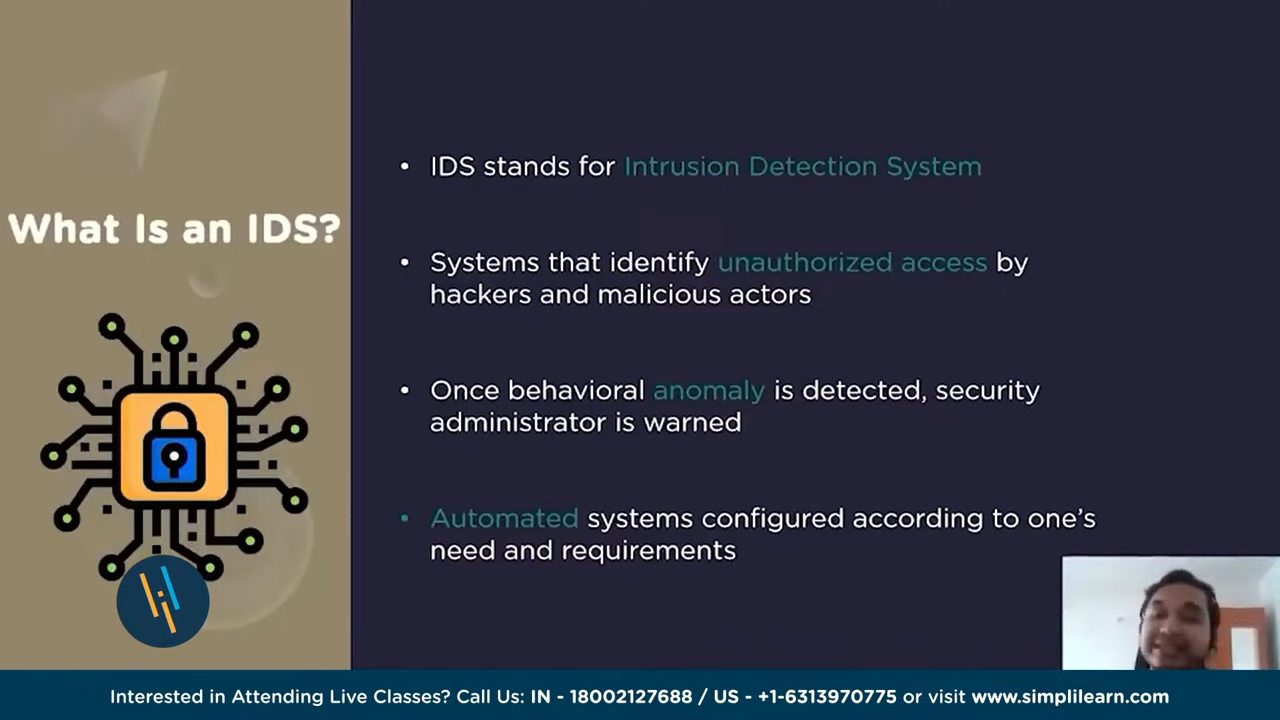 What Is an IDS?
• IDS stands for Intrusion Detection System
• Systems that identify unauthorized access by
hackers and malicious actors
• Once behavioral anomaly is detected, security
administrator is warned
• Automated systems configured according to one’s
need and requirements
Interested in Attending Live Classes? Call Us: IN - 18002127688 / US - +1-6313970775 or visit www.simplilearn.com